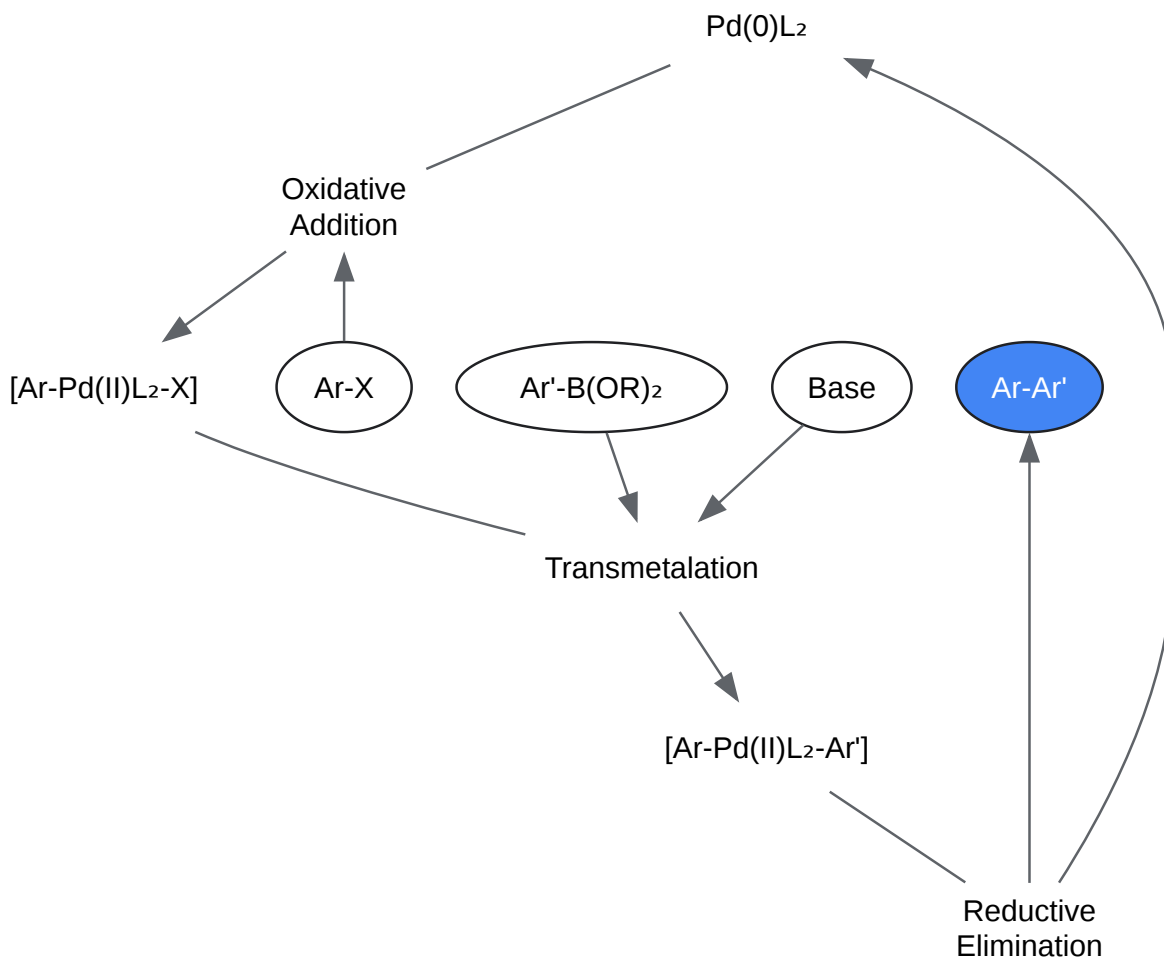 Pd(0)L₂
Oxidative
Addition
[Ar-Pd(II)L₂-X]
Ar-X
Ar'-B(OR)₂
Base
Ar-Ar'
Transmetalation
[Ar-Pd(II)L₂-Ar']
Reductive
Elimination